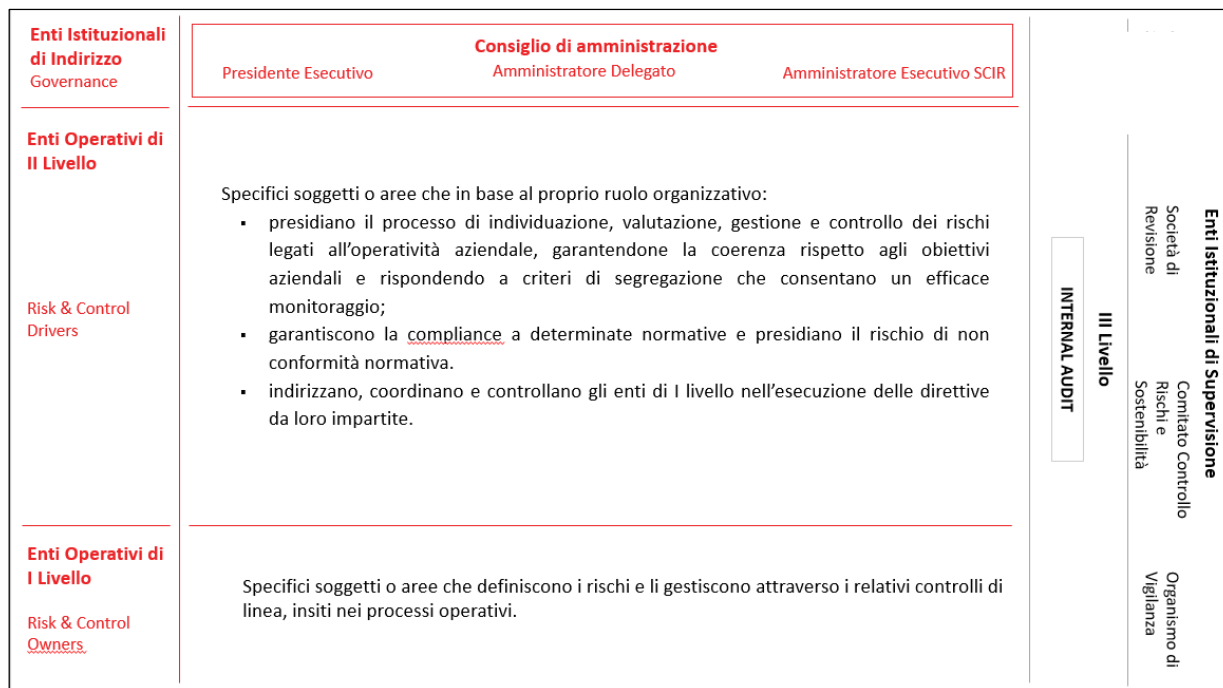 Enti Istituzionali
di Indirizzo
Governance
Consiglio di amministrazione
Presidente Esecutivo
Amministratore Delegato
Amministratore Esecutivo SCIR
Enti Operativi di
II Livello
Risk & Control
Drivers
Specifici soggetti o aree che in base al proprio ruolo organizzativo:
▪ presidiano il processo di individuazione, valutazione, gestione e controllo dei rischi
legati all’operatività aziendale, garantendone la coerenza rispetto agli obiettivi
aziendali e rispondendo a criteri di segregazione che consentano un efficace
monitoraggio;
▪ garantiscono la compliance a determinate normative e presidiano il rischio di non
conformità normativa.
▪ indirizzano, coordinano e controllano gli enti di I livello nell’esecuzione delle direttive
da loro impartite.
Enti Operativi di
I Livello
Risk & Control
Owners
Specifici soggetti o aree che definiscono i rischi e li gestiscono attraverso i relativi controlli di
linea, insiti nei processi operativi.
INTERNAL AUDIT
III Livello
Enti Istituzionali di Supervisione
Società di
Revisione
Comitato Controllo
Rischi e
Sostenibilità
Organismo di
Vigilanza